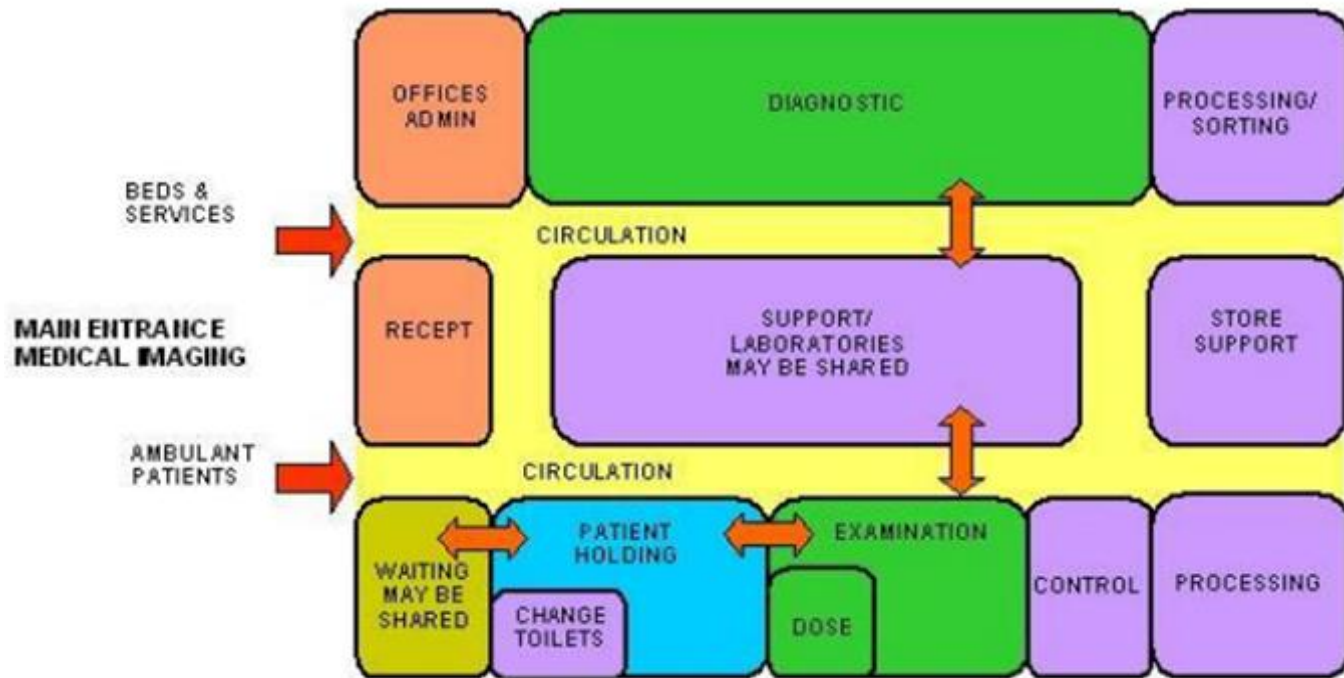 OFFICES
ADMIN
DIAGNOSTIC
PROCESSING/
SORTING
BEDS &
SERVICES
CIRCULATION
MAIN ENTRANCE
MEDICAL IMAGING
RECEPT
SUPPORT/
LABORATORIES
MAY BE SHARED
STORE
SUPPORT
AMBULANT
PATIENTS
CIRCULATION
WAITING
MAY BE
SHARED
PATIENT
HOLDING
CHANGE
TOILETS
EXAMINATION
DOSE
CONTROL
PROCESSING